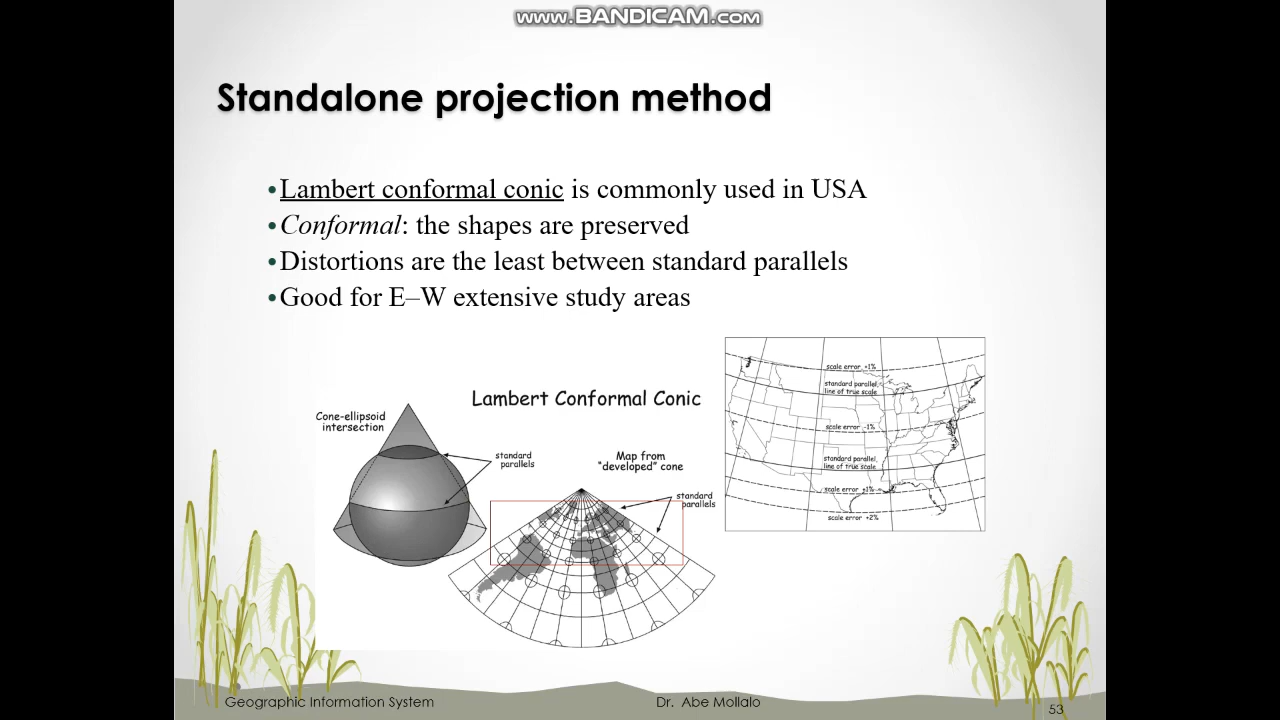 www.BANDICAM.com
Standalone projection method
•Lambert conformal conic is commonly used in USA
•Conformal: the shapes are preserved
•Distortions are the least between standard parallels
•Good for E–W extensive study areas
Lambert Conformal Conic
Cone-ellipsoid
intersection
standard
parallels
Map from
"developed" cone
standard
parallels
scale error +1%
standard parallel,
line of true scale
scale error -1%
standard parallel,
line of true scale
scale error +1%
scale error +2%
Geographic Information System
Dr. Abe Mollalo
53